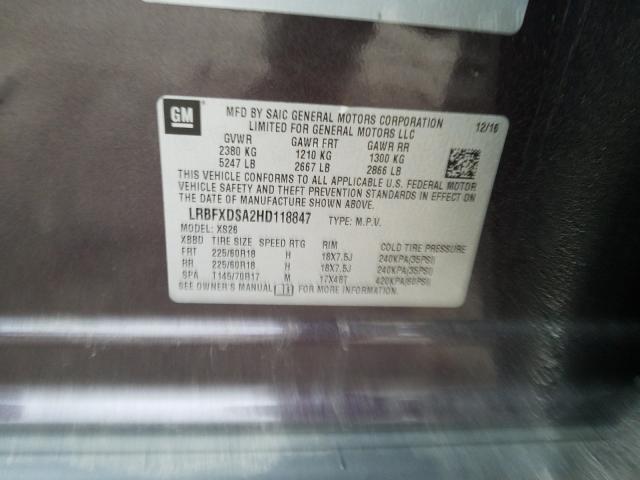 GM
MFD BY SAIC GENERAL MOTORS CORPORATION
LIMITED FOR GENERAL MOTORS LLC
12/16
GVWR GAWR FRT GAWR RR
2380 KG 1210 KG 1300 KG
5247 LB 2667 LB 2866 LB
THIS VEHICLE CONFORMS TO ALL APPLICABLE U.S. FEDERAL MOTOR
VEHICLE SAFETY AND THEFT PREVENTION STANDARDS IN EFFECT ON
THE DATE OF MANUFACTURE SHOWN ABOVE.
LRBFXDSA2HD118847 TYPE: M.P.V.
MODEL: XS26
XBBD TIRE SIZE SPEED RTG RIM COLD TIRE PRESSURE
FRT 225/60R18 H 18X7.5J 240KPA(35PSI)
RR 225/60R18 H 18X7.5J 240KPA(35PSI)
SPA T145/70R17 M 17X4BT 420KPA(60PSI)
SEE OWNER'S MANUAL FOR MORE INFORMATION.